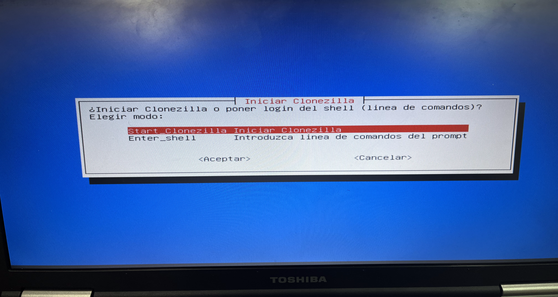 Iniciar Clonezilla
¿Iniciar Clonezilla o poner login del shell (línea de comandos)?
Elegir modo:
Start_Clonezilla Iniciar Clonezilla
Enter_shell Introduzca línea de comandos del prompt
<Aceptar> <Cancelar>
TOSHIBA